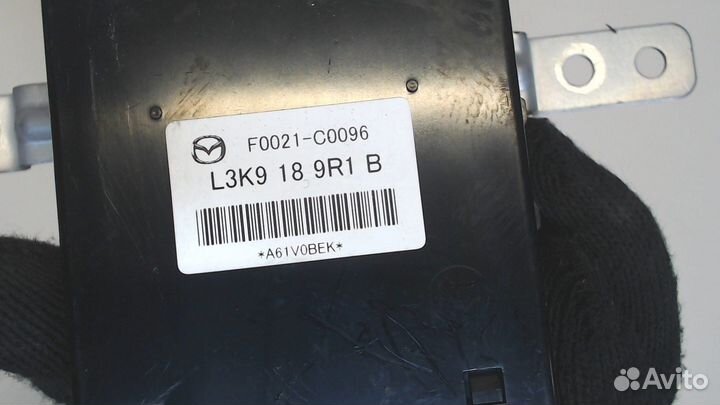 F0021-C0096
L3K9 18 9R1 B
*A61V0BEK*
Avito